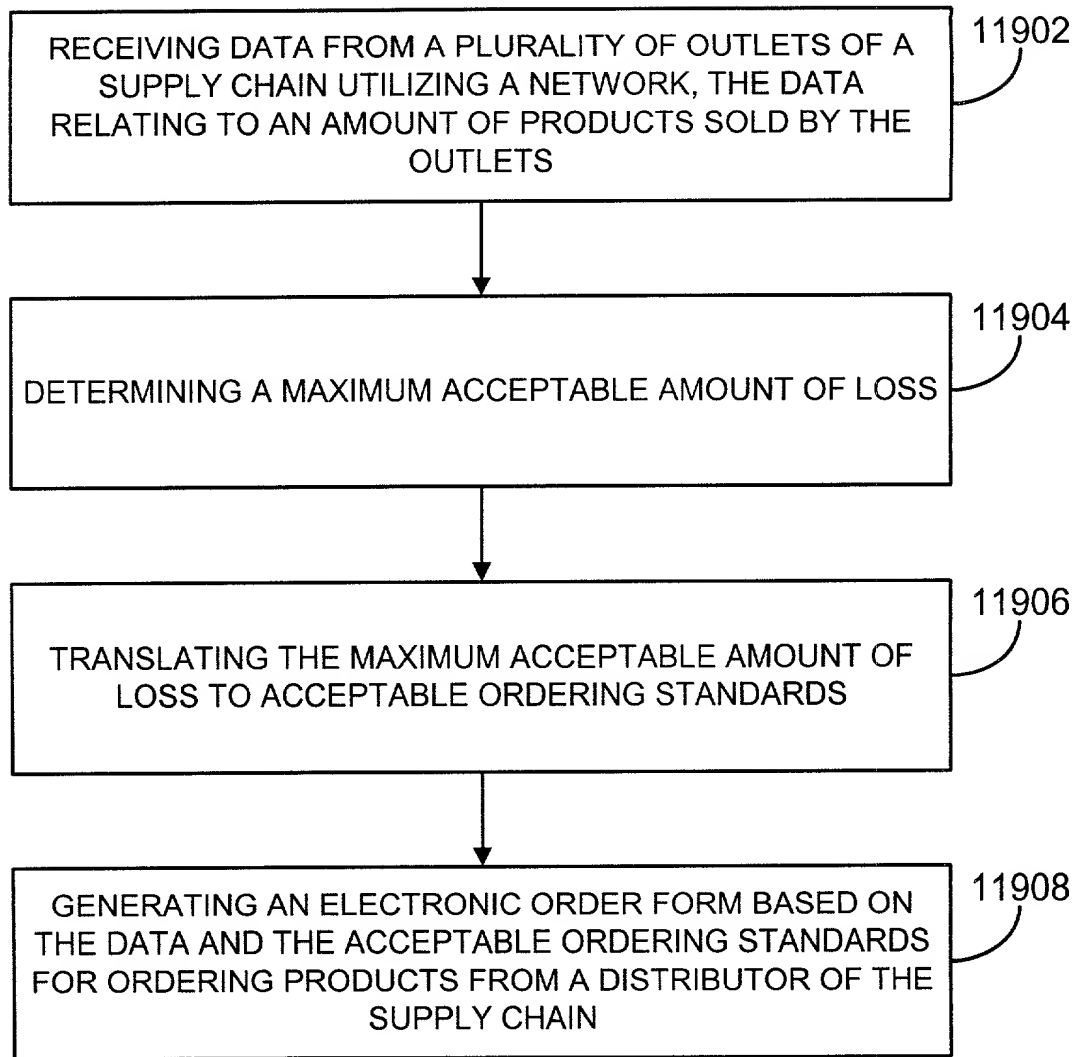 RECEIVING DATA FROM A PLURALITY OF OUTLETS OF A
SUPPLY CHAIN UTILIZING A NETWORK, THE DATA
RELATING TO AN AMOUNT OF PRODUCTS SOLD BY THE
OUTLETS
11902
DETERMINING A MAXIMUM ACCEPTABLE AMOUNT OF LOSS
11904
TRANSLATING THE MAXIMUM ACCEPTABLE AMOUNT OF
LOSS TO ACCEPTABLE ORDERING STANDARDS
11906
GENERATING AN ELECTRONIC ORDER FORM BASED ON
THE DATA AND THE ACCEPTABLE ORDERING STANDARDS
FOR ORDERING PRODUCTS FROM A DISTRIBUTOR OF THE
SUPPLY CHAIN
11908